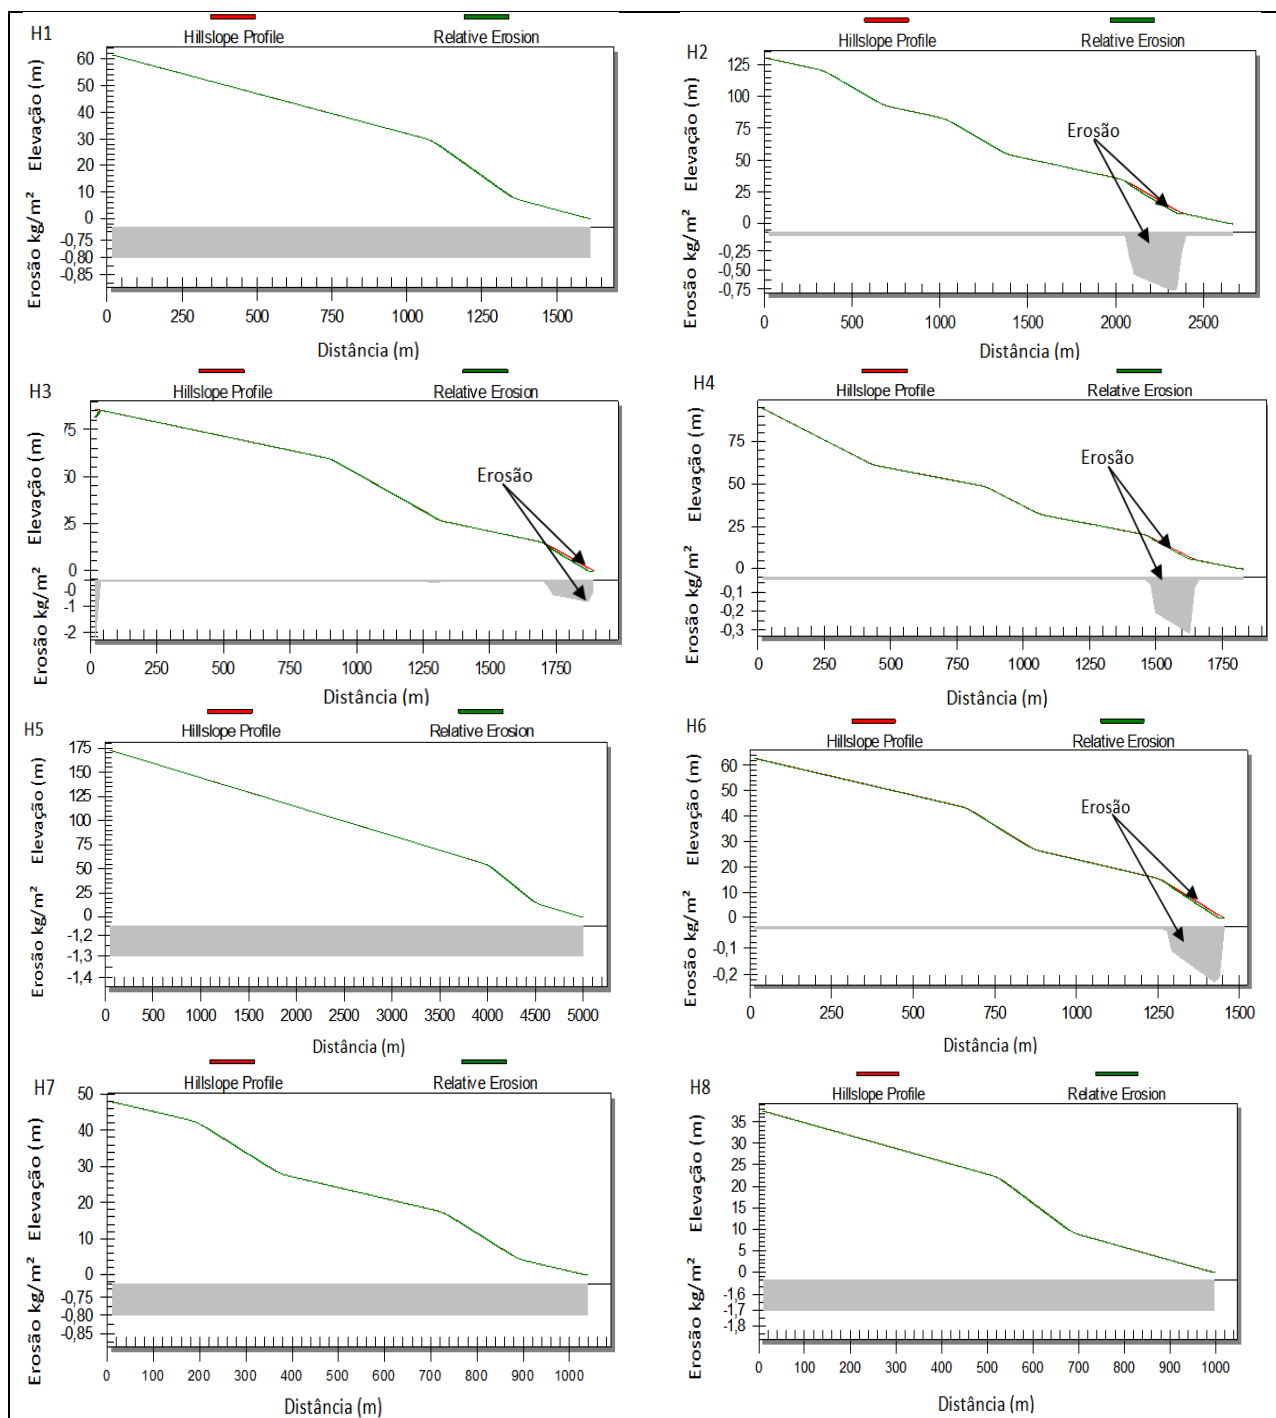 H1
Hillslope Profile Relative Erosion
Elevação (m)
60
50
40
30
20
10
0
Erosão kg/m²
-0,75
-0,80
-0,85
0 250 500 750 1000 1250 1500
Distância (m)
H2
Hillslope Profile Relative Erosion
Elevação (m)
125
100
75
50
25
0
Erosão
Erosão kg/m²
-0,25
-0,50
-0,75
0 500 1000 1500 2000 2500
Distância (m)
H3
Hillslope Profile Relative Erosion
Elevação (m)
75
50
25
0
Erosão
Erosão kg/m²
-0
-1
-2
0 250 500 750 1000 1250 1500 1750
Distância (m)
H4
Hillslope Profile Relative Erosion
Elevação (m)
75
50
25
0
Erosão
Erosão kg/m²
-0,1
-0,2
-0,3
0 250 500 750 1000 1250 1500 1750
Distância (m)
H5
Hillslope Profile Relative Erosion
Elevação (m)
175
150
125
100
75
50
25
0
Erosão kg/m²
-1,2
-1,3
-1,4
0 500 1000 1500 2000 2500 3000 3500 4000 4500 5000
Distância (m)
H6
Hillslope Profile Relative Erosion
Elevação (m)
60
50
40
30
20
10
0
Erosão
Erosão kg/m²
-0,1
-0,2
0 250 500 750 1000 1250 1500
Distância (m)
H7
Hillslope Profile Relative Erosion
Elevação (m)
50
40
30
20
10
0
Erosão kg/m²
-0,75
-0,80
-0,85
0 100 200 300 400 500 600 700 800 900 1000
Distância (m)
H8
Hillslope Profile Relative Erosion
Elevação (m)
35
30
25
20
15
10
5
0
Erosão kg/m²
-1,6
-1,7
-1,8
0 100 200 300 400 500 600 700 800 900 1000
Distância (m)